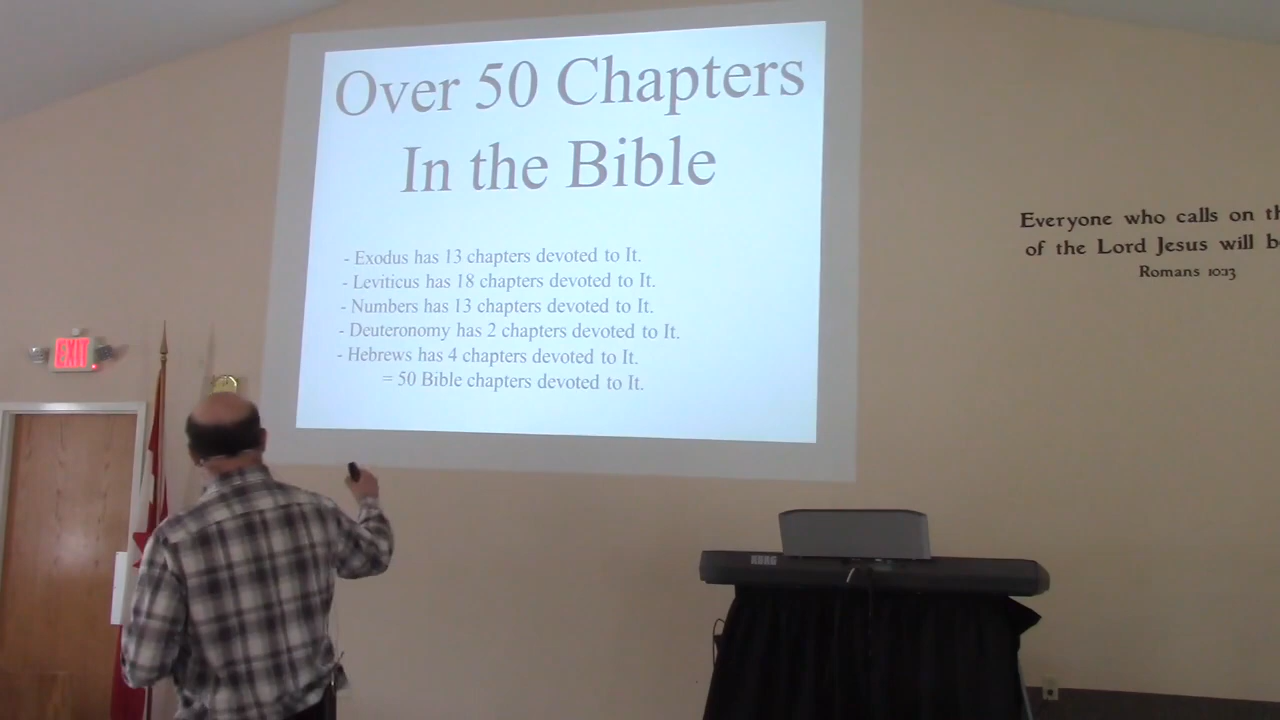 Over 50 Chapters
In the Bible
- Exodus has 13 chapters devoted to It.
- Leviticus has 18 chapters devoted to It.
- Numbers has 13 chapters devoted to It.
- Deuteronomy has 2 chapters devoted to It.
- Hebrews has 4 chapters devoted to It.
= 50 Bible chapters devoted to It.
Everyone who calls on th
of the Lord Jesus will b
Romans 10:13
EXIT
KORG